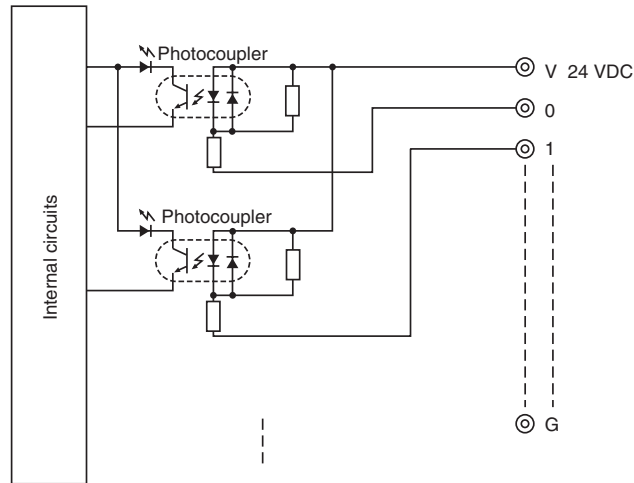 Photocoupler
V 24 VDC
0
1
Photocoupler
Internal circuits
G